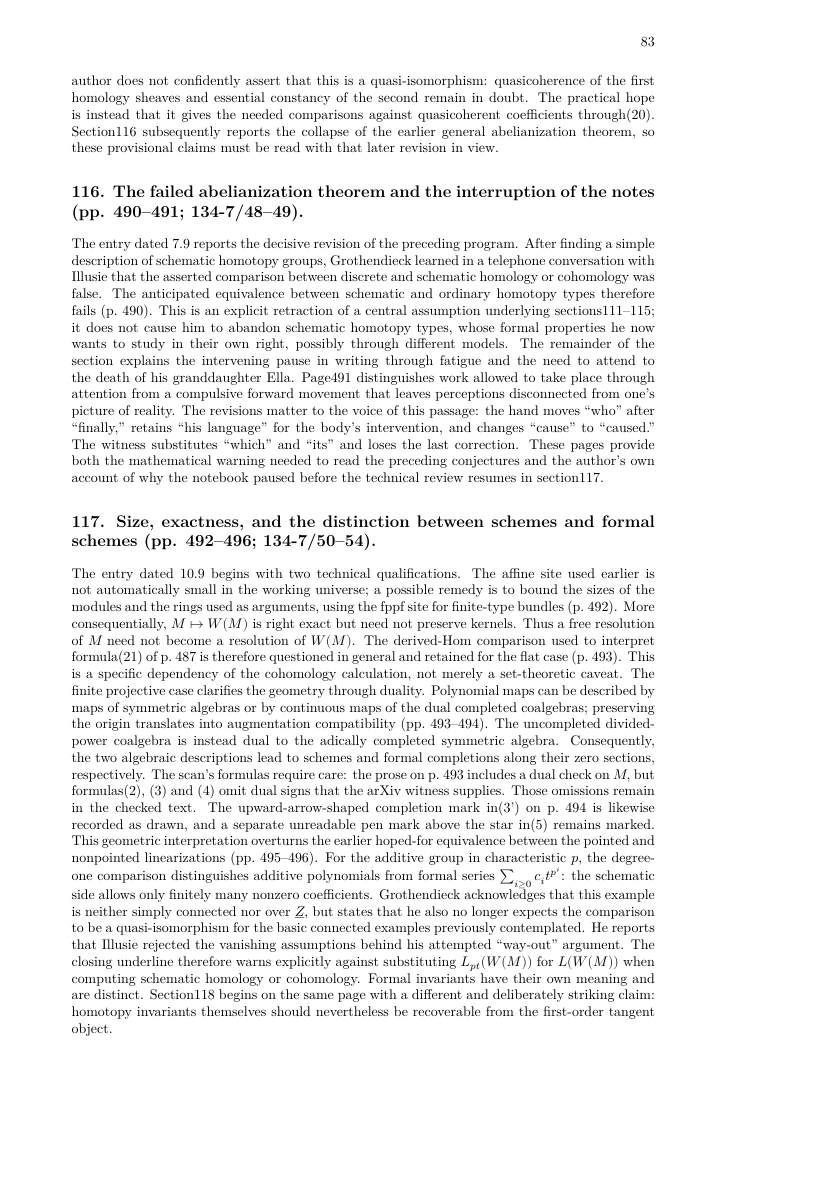 83
author does not confidently assert that this is a quasi-isomorphism: quasicoherence of the first
homology sheaves and essential constancy of the second remain in doubt. The practical hope
is instead that it gives the needed comparisons against quasicoherent coefficients through(20).
Section116 subsequently reports the collapse of the earlier general abelianization theorem, so
these provisional claims must be read with that later revision in view.
116. The failed abelianization theorem and the interruption of the notes
(pp. 490–491; 134-7/48–49).
The entry dated 7.9 reports the decisive revision of the preceding program. After finding a simple
description of schematic homotopy groups, Grothendieck learned in a telephone conversation with
Illusie that the asserted comparison between discrete and schematic homology or cohomology was
false. The anticipated equivalence between schematic and ordinary homotopy types therefore
fails (p. 490). This is an explicit retraction of a central assumption underlying sections111–115;
it does not cause him to abandon schematic homotopy types, whose formal properties he now
wants to study in their own right, possibly through different models. The remainder of the
section explains the intervening pause in writing through fatigue and the need to attend to
the death of his granddaughter Ella. Page491 distinguishes work allowed to take place through
attention from a compulsive forward movement that leaves perceptions disconnected from one's
picture of reality. The revisions matter to the voice of this passage: the hand moves “who” after
“finally,” retains “his language” for the body's intervention, and changes “cause” to “caused.”
The witness substitutes “which” and “its” and loses the last correction. These pages provide
both the mathematical warning needed to read the preceding conjectures and the author's own
account of why the notebook paused before the technical review resumes in section117.
117. Size, exactness, and the distinction between schemes and formal
schemes (pp. 492–496; 134-7/50–54).
The entry dated 10.9 begins with two technical qualifications. The affine site used earlier is
not automatically small in the working universe; a possible remedy is to bound the sizes of the
modules and the rings used as arguments, using the fppf site for finite-type bundles (p. 492). More
consequentially, M ↦ W(M) is right exact but need not preserve kernels. Thus a free resolution
of M need not become a resolution of W(M). The derived-Hom comparison used to interpret
formula(21) of p. 487 is therefore questioned in general and retained for the flat case (p. 493). This
is a specific dependency of the cohomology calculation, not merely a set-theoretic caveat. The
finite projective case clarifies the geometry through duality. Polynomial maps can be described by
maps of symmetric algebras or by continuous maps of the dual completed coalgebras; preserving
the origin translates into augmentation compatibility (pp. 493–494). The uncompleted divided-
power coalgebra is instead dual to the adically completed symmetric algebra. Consequently,
the two algebraic descriptions lead to schemes and formal completions along their zero sections,
respectively. The scan's formulas require care: the prose on p. 493 includes a dual check on M, but
formulas(2), (3) and (4) omit dual signs that the arXiv witness supplies. Those omissions remain
in the checked text. The upward-arrow-shaped completion mark in(3') on p. 494 is likewise
recorded as drawn, and a separate unreadable pen mark above the star in(5) remains marked.
This geometric interpretation overturns the earlier hoped-for equivalence between the pointed and
nonpointed linearizations (pp. 495–496). For the additive group in characteristic p, the degree-
one comparison distinguishes additive polynomials from formal series ∑_{i≥0} c_i t^{p^i}: the schematic
side allows only finitely many nonzero coefficients. Grothendieck acknowledges that this example
is neither simply connected nor over Z, but states that he also no longer expects the comparison
to be a quasi-isomorphism for the basic connected examples previously contemplated. He reports
that Illusie rejected the vanishing assumptions behind his attempted “way-out” argument. The
closing underline therefore warns explicitly against substituting L_{pt}(W(M)) for L(W(M)) when
computing schematic homology or cohomology. Formal invariants have their own meaning and
are distinct. Section118 begins on the same page with a different and deliberately striking claim:
homotopy invariants themselves should nevertheless be recoverable from the first-order tangent
object.